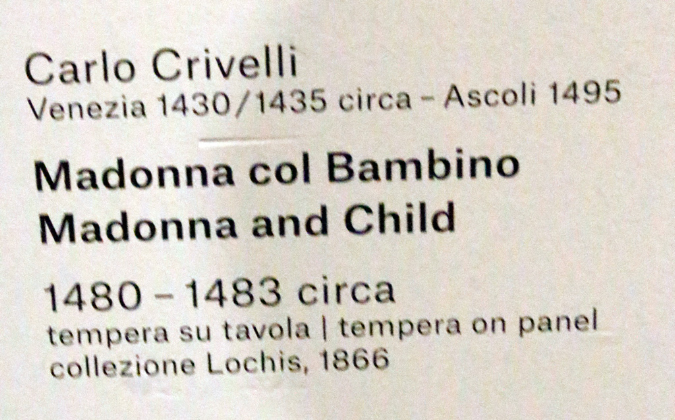 Carlo Crivelli
Venezia 1430/1435 circa – Ascoli 1495
Madonna col Bambino
Madonna and Child
1480 – 1483 circa
tempera su tavola | tempera on panel
collezione Lochis, 1866